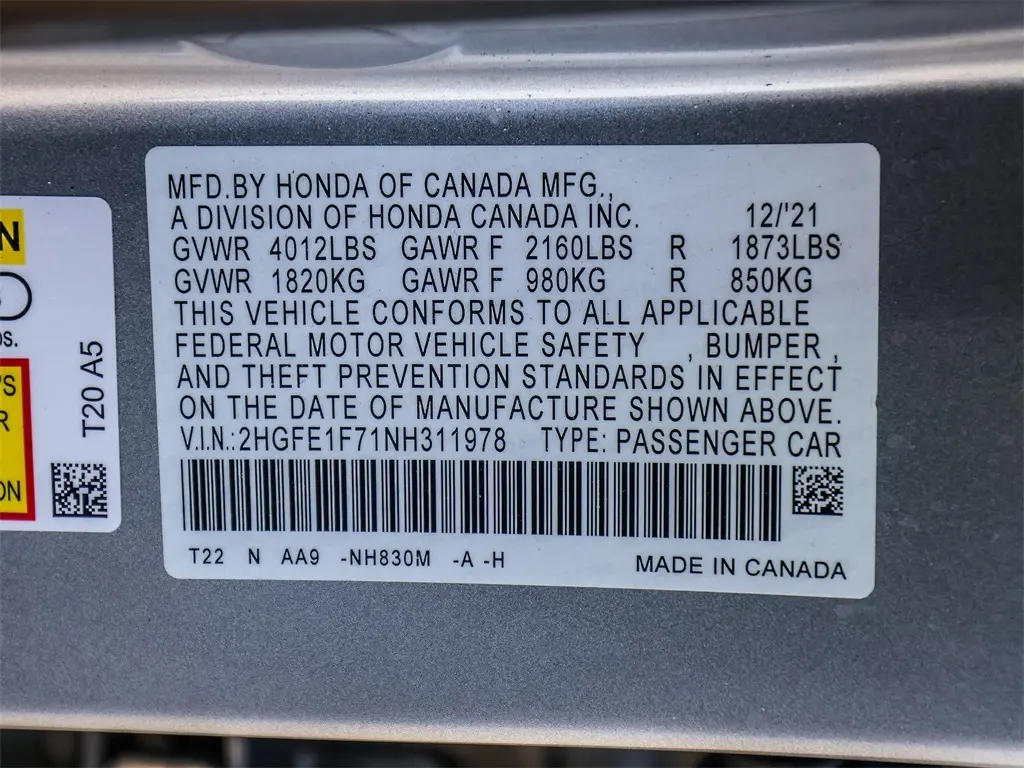 MFD.BY HONDA OF CANADA MFG.,
A DIVISION OF HONDA CANADA INC. 12/'21
GVWR 4012LBS GAWR F 2160LBS R 1873LBS
GVWR 1820KG GAWR F 980KG R 850KG
THIS VEHICLE CONFORMS TO ALL APPLICABLE
FEDERAL MOTOR VEHICLE SAFETY , BUMPER ,
AND THEFT PREVENTION STANDARDS IN EFFECT
ON THE DATE OF MANUFACTURE SHOWN ABOVE.
V.I.N.:2HGFE1F71NH311978 TYPE: PASSENGER CAR
T22 N AA9 -NH830M -A -H MADE IN CANADA
T20 A5